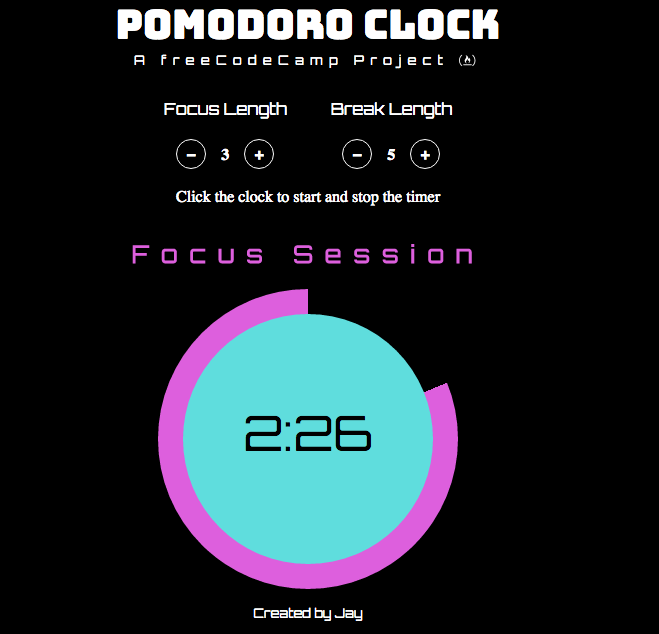 POMODORO CLOCK
A freeCodeCamp Project (🔥)
Focus Length Break Length
− 3 + − 5 +
Click the clock to start and stop the timer
Focus Session
2:26
Created by Jay